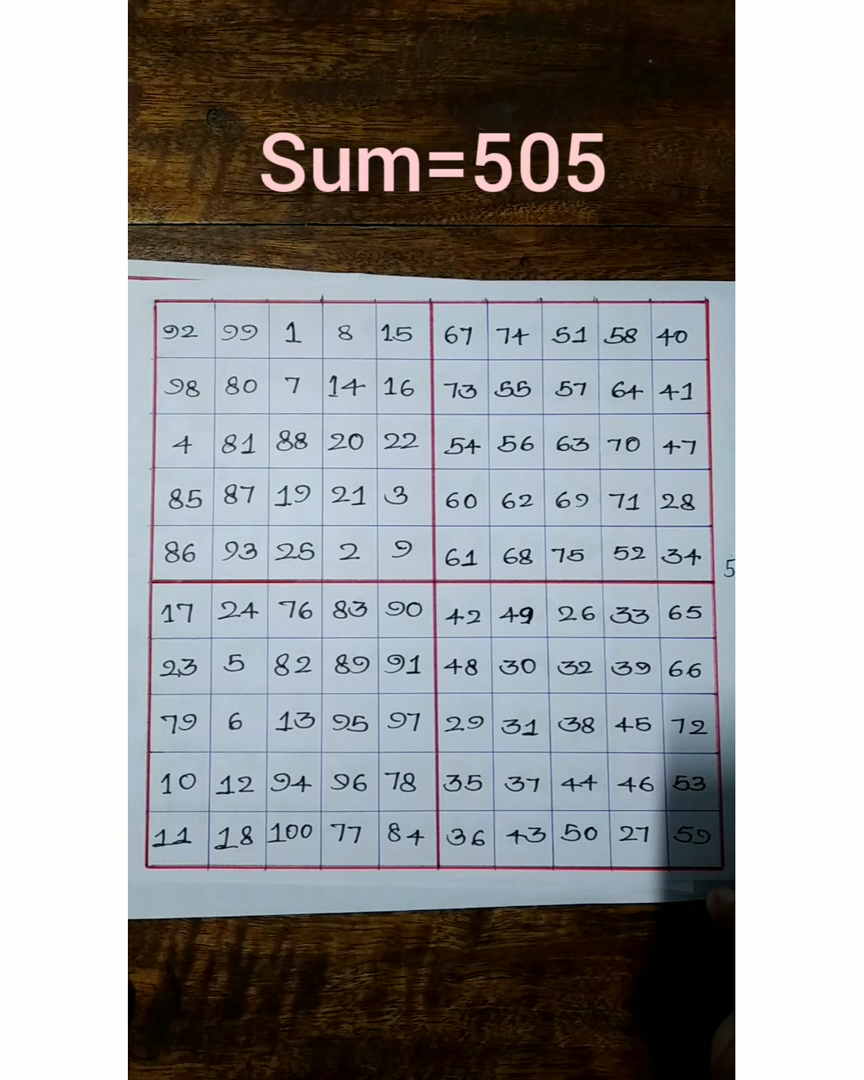 Sum=505
92 99 1 8 15 67 74 51 58 40
98 80 7 14 16 73 55 57 64 41
4 81 88 20 22 54 56 63 70 47
85 87 19 21 3 60 62 69 71 28
86 93 25 2 9 61 68 75 52 34
5
17 24 76 83 90 42 49 26 33 65
23 5 82 89 91 48 30 32 39 66
79 6 13 95 97 29 31 38 45 72
10 12 94 96 78 35 37 44 46 53
11 18 100 77 84 36 43 50 27 59